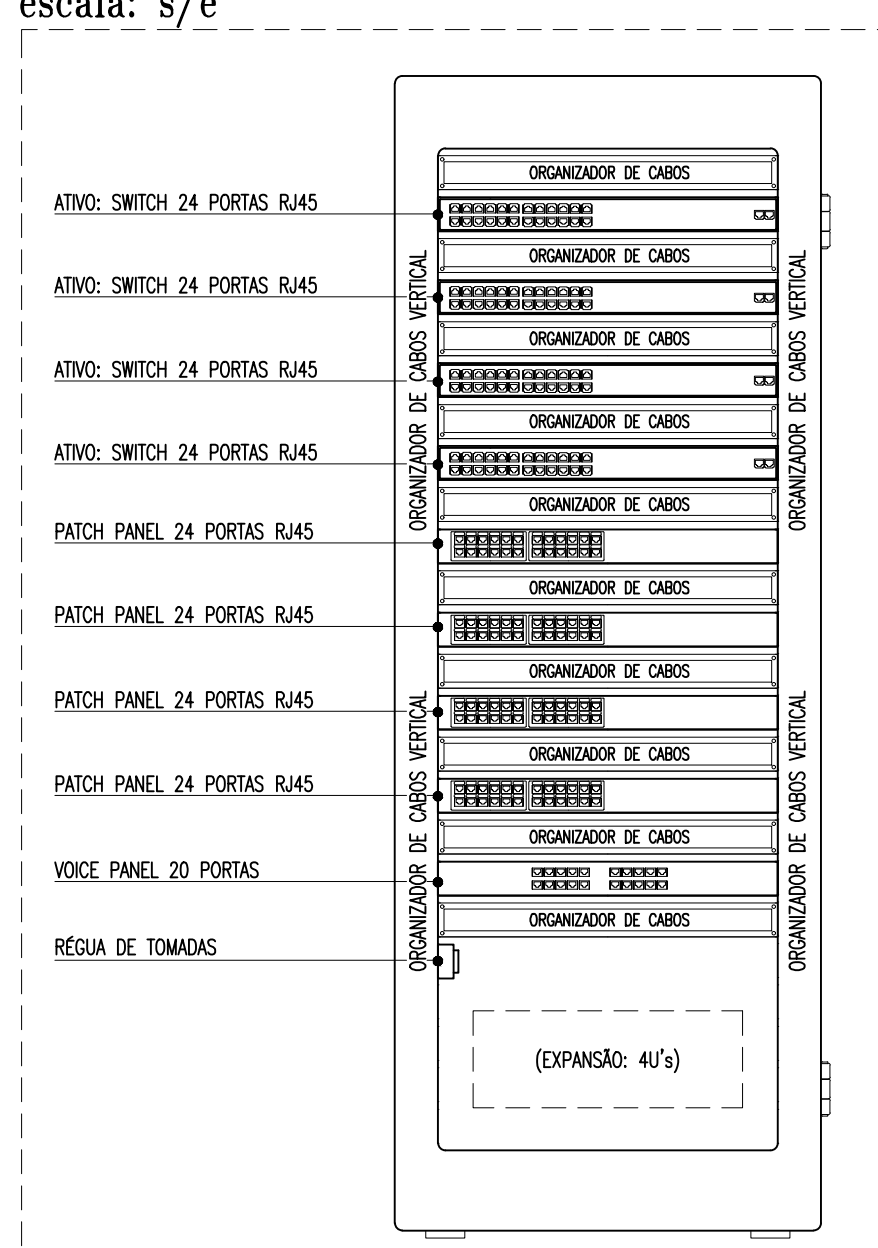 escala: s/e
ORGANIZADOR DE CABOS
ATIVO: SWITCH 24 PORTAS RJ45
ORGANIZADOR DE CABOS
ATIVO: SWITCH 24 PORTAS RJ45
ORGANIZADOR DE CABOS
ATIVO: SWITCH 24 PORTAS RJ45
ORGANIZADOR DE CABOS
ATIVO: SWITCH 24 PORTAS RJ45
ORGANIZADOR DE CABOS VERTICAL
ORGANIZADOR DE CABOS VERTICAL
ORGANIZADOR DE CABOS
PATCH PANEL 24 PORTAS RJ45
ORGANIZADOR DE CABOS
PATCH PANEL 24 PORTAS RJ45
ORGANIZADOR DE CABOS
PATCH PANEL 24 PORTAS RJ45
ORGANIZADOR DE CABOS
PATCH PANEL 24 PORTAS RJ45
ORGANIZADOR DE CABOS
VOICE PANEL 20 PORTAS
ORGANIZADOR DE CABOS
ORGANIZADOR DE CABOS VERTICAL
ORGANIZADOR DE CABOS VERTICAL
RÉGUA DE TOMADAS
(EXPANSÃO: 4U's)